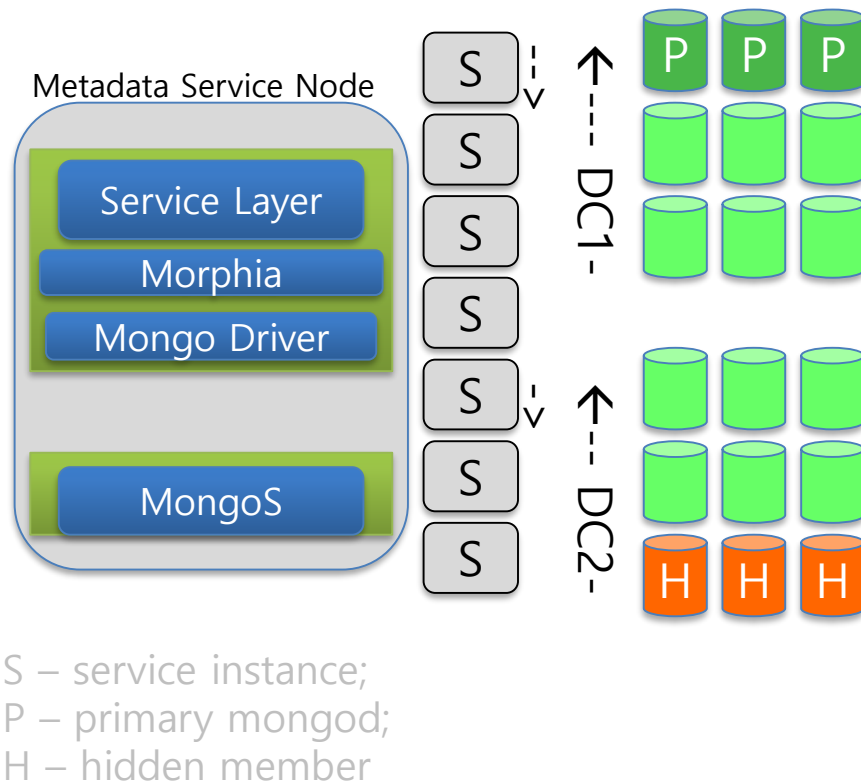 Metadata Service Node
Service Layer
Morphia
Mongo Driver
MongoS
S
S
S
S
S
S
S
DC1-
DC2-
P P P
H H H
S – service instance;
P – primary mongod;
H – hidden member